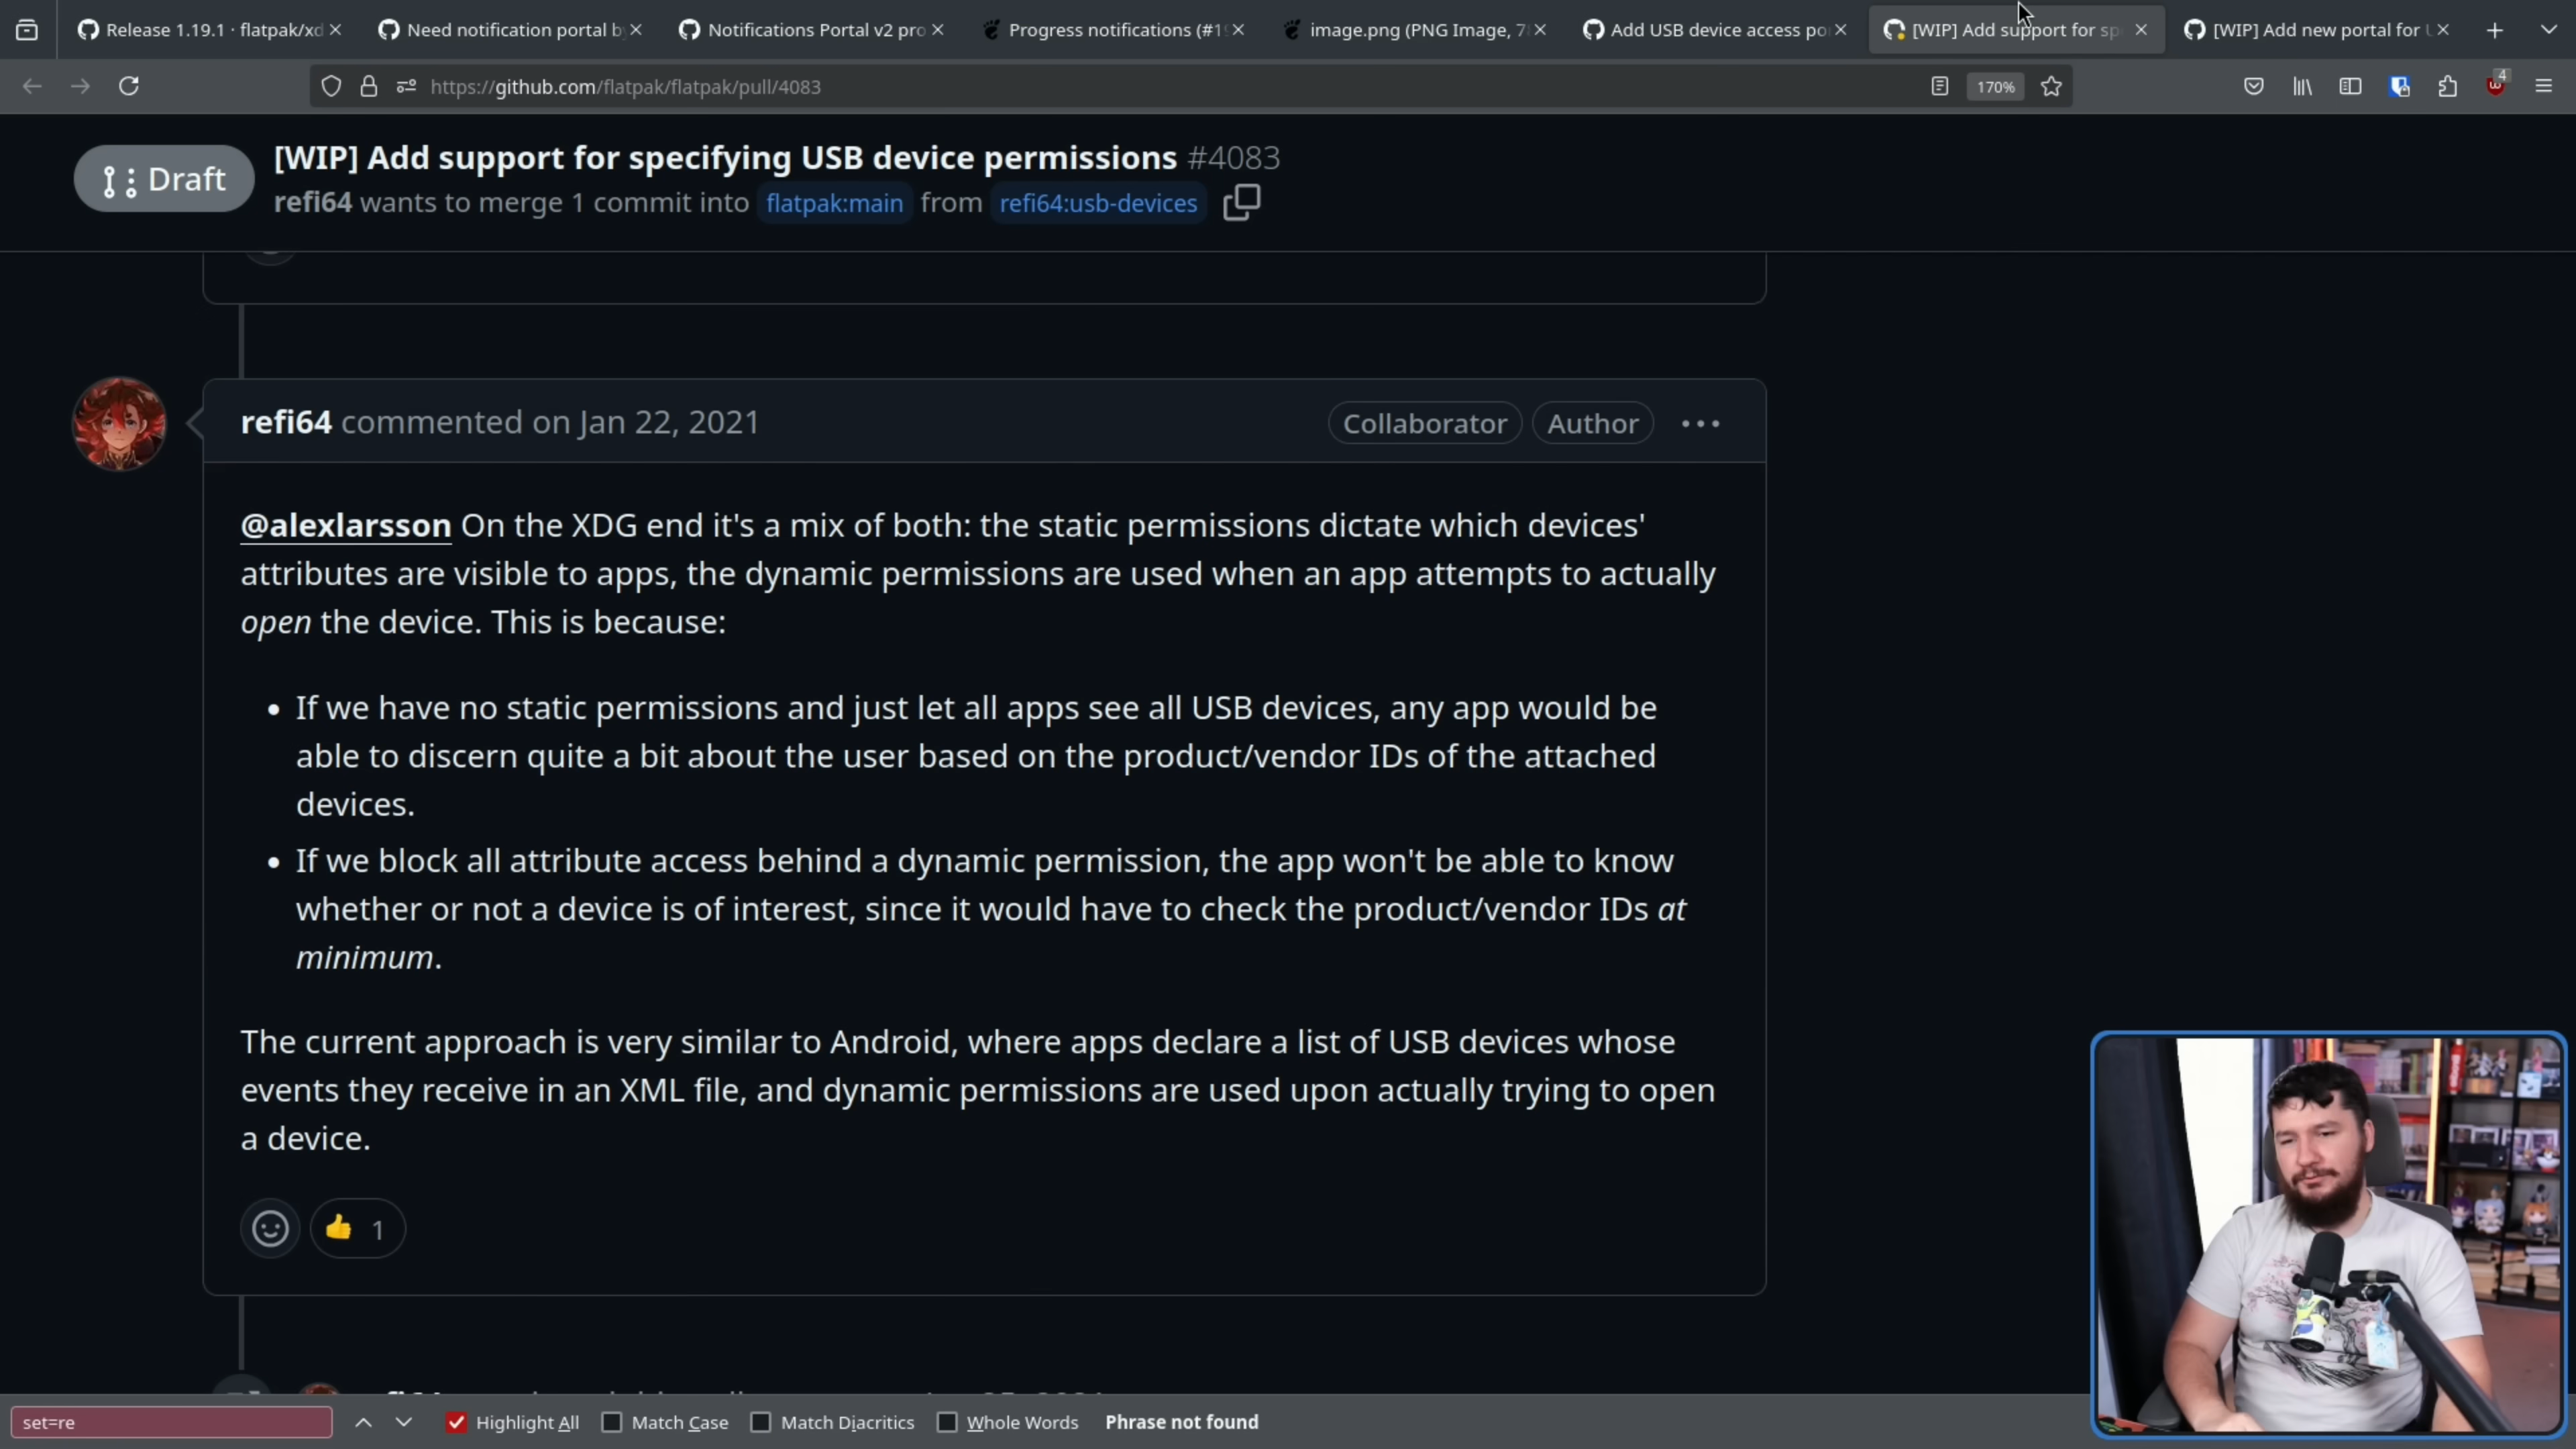 Release 1.19.1 · flatpak/xd
Need notification portal b
Notifications Portal v2 pro
Progress notifications (#1
image.png (PNG Image, 7
Add USB device access po
[WIP] Add support for sp
[WIP] Add new portal for U
https://github.com/flatpak/flatpak/pull/4083
170%
4
Draft
[WIP] Add support for specifying USB device permissions #4083
refi64 wants to merge 1 commit into flatpak:main from refi64:usb-devices
refi64 commented on Jan 22, 2021
Collaborator
Author
@alexlarsson On the XDG end it's a mix of both: the static permissions dictate which devices'
attributes are visible to apps, the dynamic permissions are used when an app attempts to actually
open the device. This is because:
• If we have no static permissions and just let all apps see all USB devices, any app would be
able to discern quite a bit about the user based on the product/vendor IDs of the attached
devices.
• If we block all attribute access behind a dynamic permission, the app won't be able to know
whether or not a device is of interest, since it would have to check the product/vendor IDs at
minimum.
The current approach is very similar to Android, where apps declare a list of USB devices whose
events they receive in an XML file, and dynamic permissions are used upon actually trying to open
a device.
👍 1
set=re
Highlight All
Match Case
Match Diacritics
Whole Words
Phrase not found